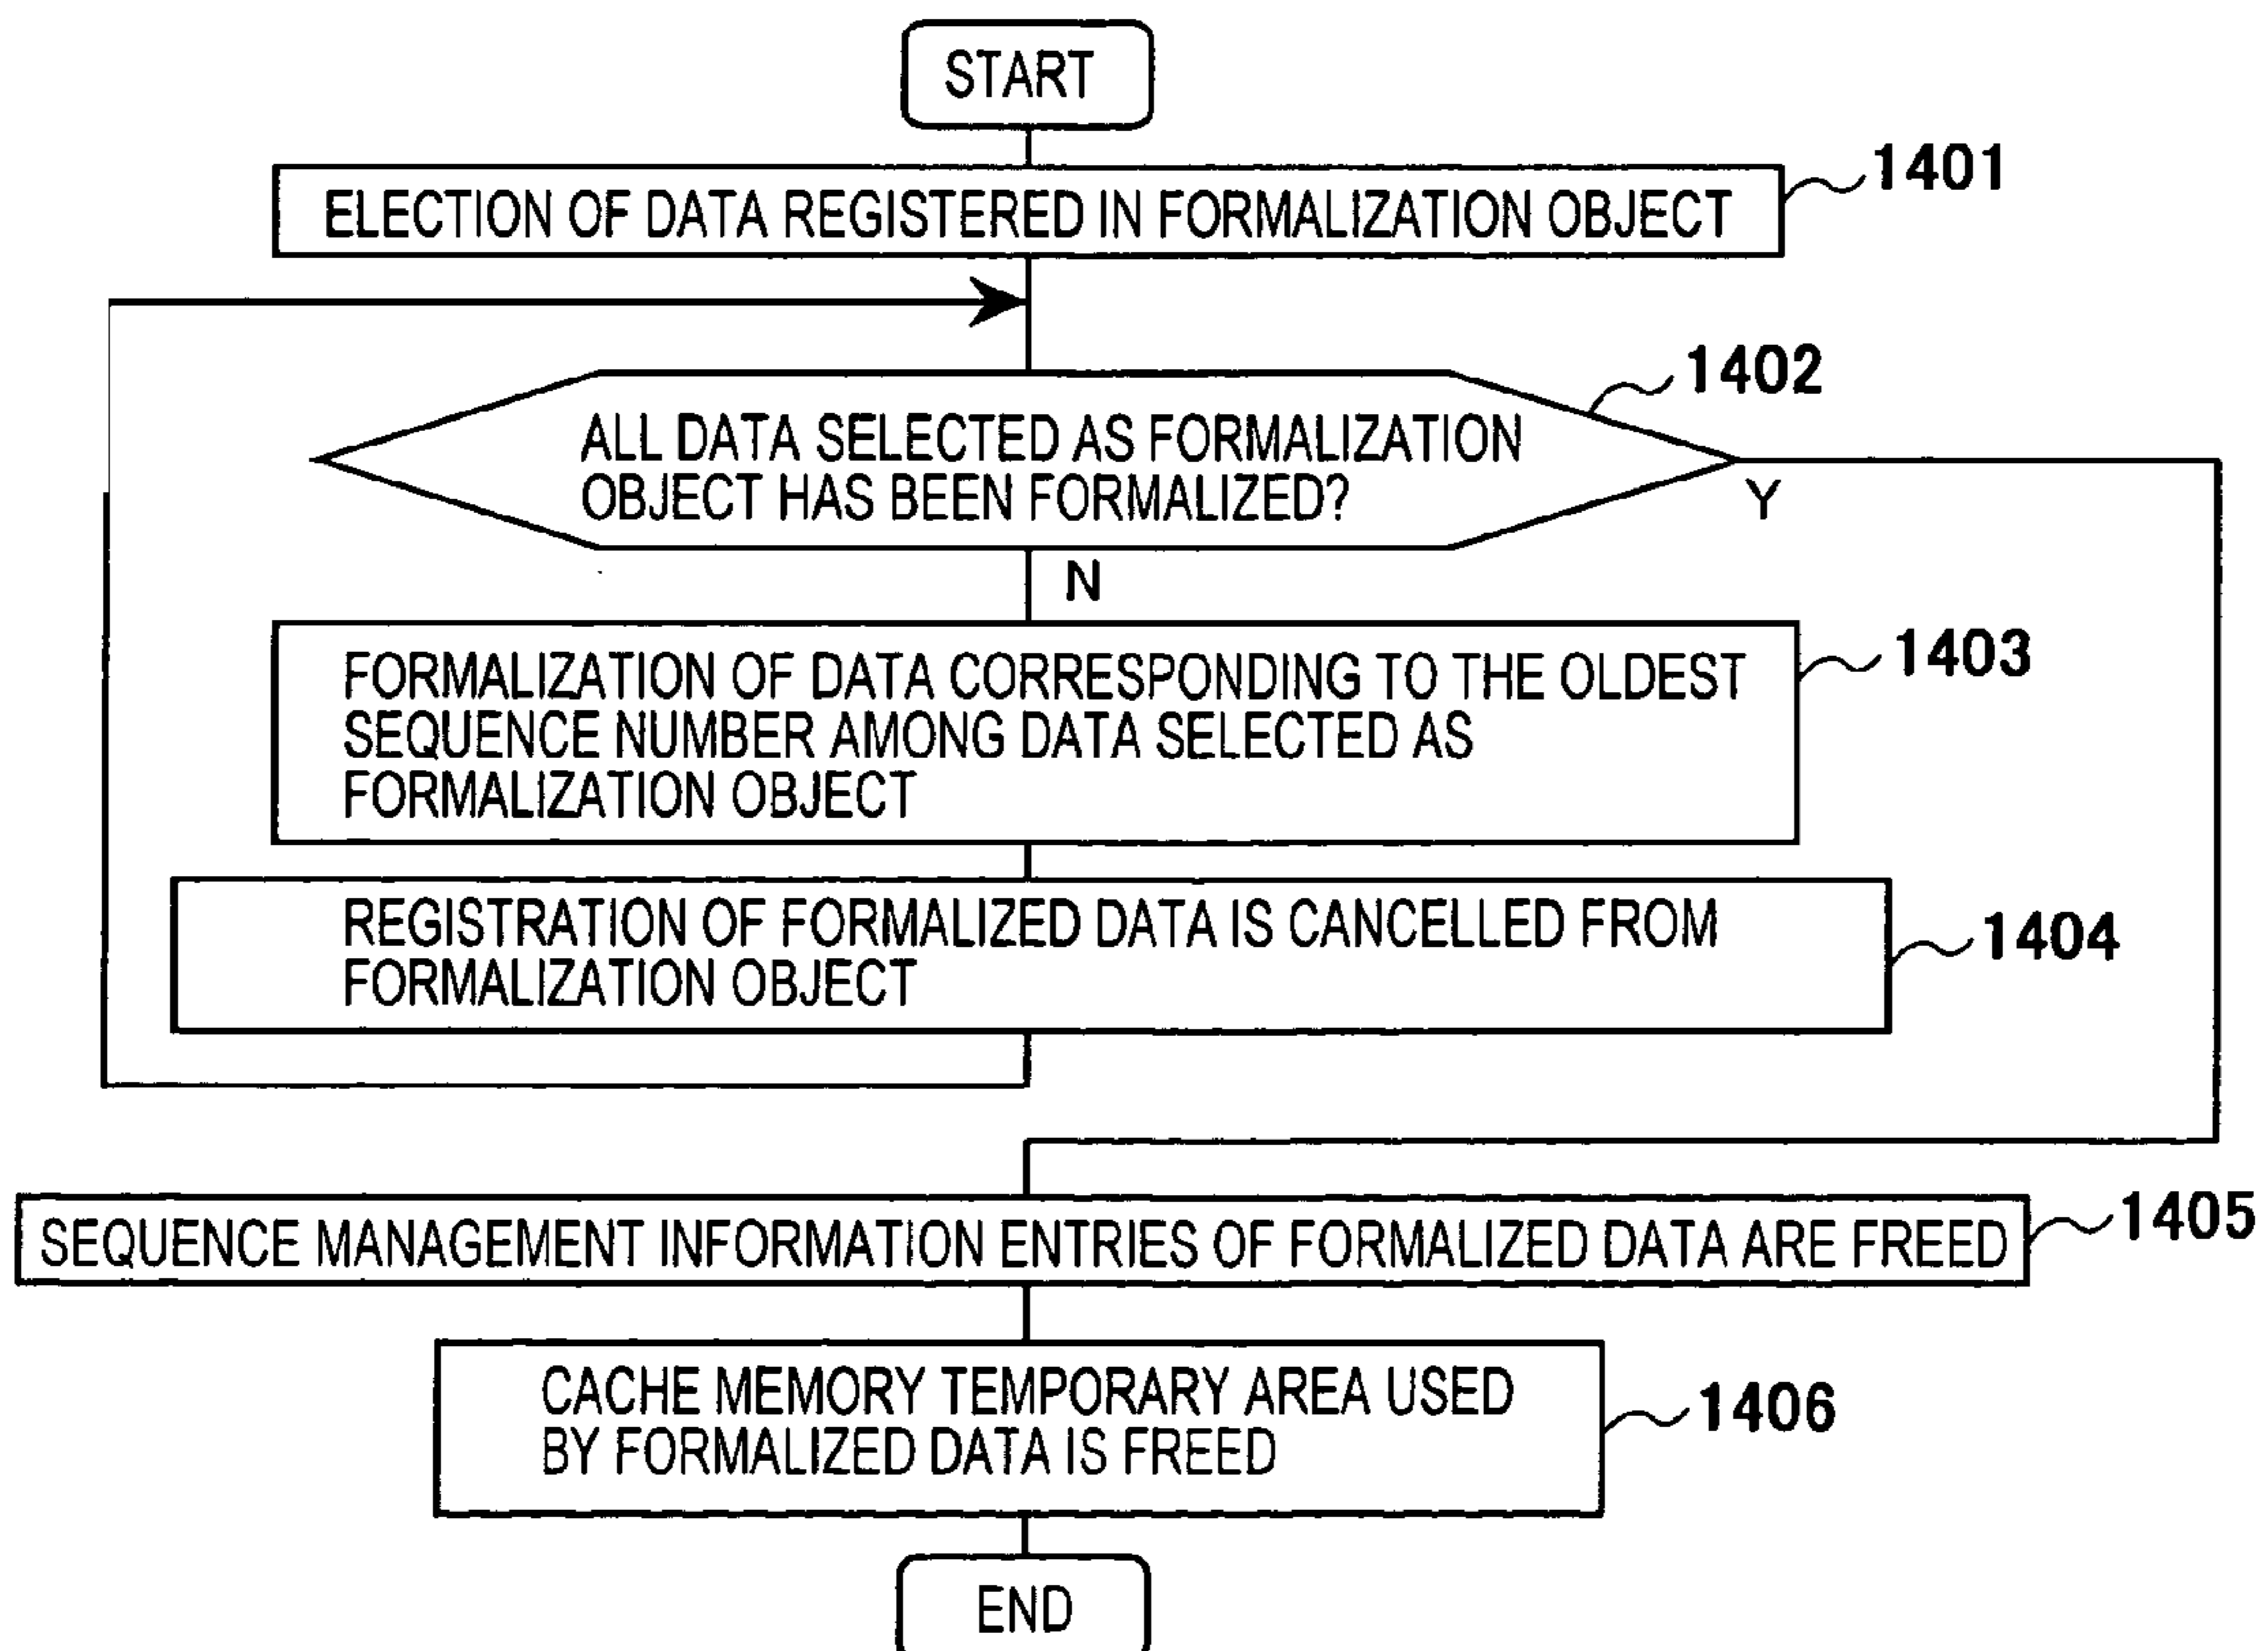 START
ELECTION OF DATA REGISTERED IN FORMALIZATION OBJECT
1401
ALL DATA SELECTED AS FORMALIZATION
OBJECT HAS BEEN FORMALIZED?
1402
Y
N
FORMALIZATION OF DATA CORRESPONDING TO THE OLDEST
SEQUENCE NUMBER AMONG DATA SELECTED AS
FORMALIZATION OBJECT
1403
REGISTRATION OF FORMALIZED DATA IS CANCELLED FROM
FORMALIZATION OBJECT
1404
SEQUENCE MANAGEMENT INFORMATION ENTRIES OF FORMALIZED DATA ARE FREED
1405
CACHE MEMORY TEMPORARY AREA USED
BY FORMALIZED DATA IS FREED
1406
END